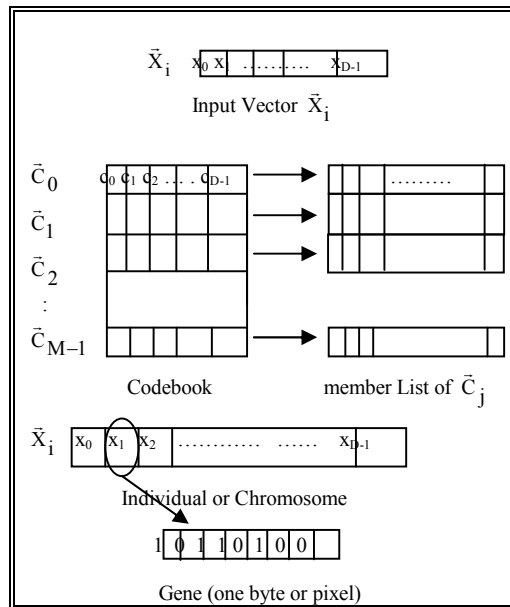 X⃗i x0 x1 .......... xD-1
Input Vector X⃗i
C⃗0 c0 c1 c2 .. . . cD-1 .........
C⃗1
C⃗2
:
C⃗M−1
Codebook member List of C⃗j
X⃗i x0 x1 x2 ............ ...... xD-1
Individual or Chromosome
1 0 1 1 0 1 0 0
Gene (one byte or pixel)